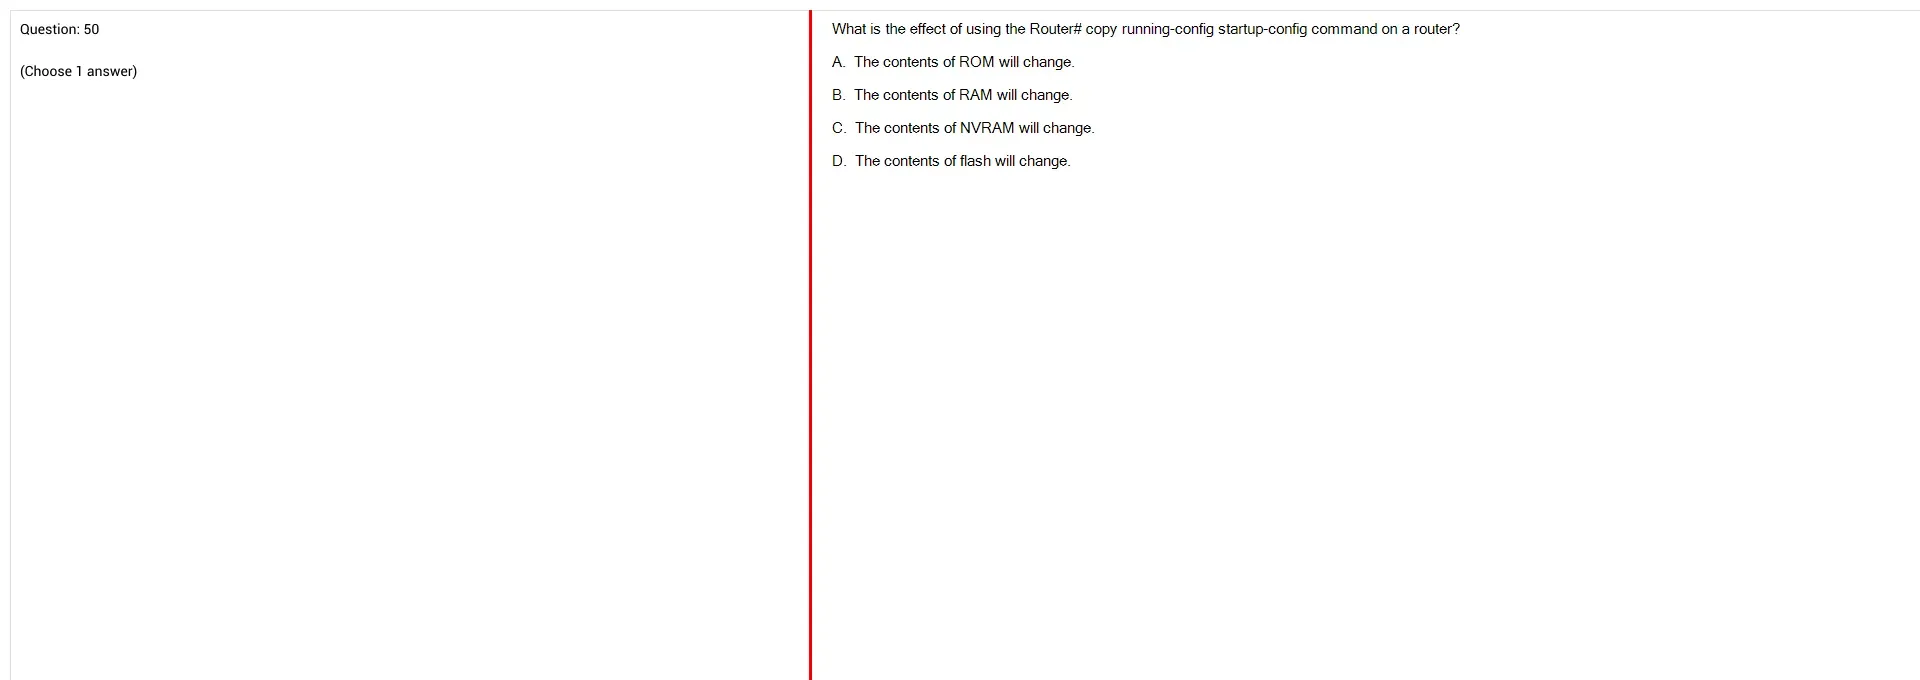 Question: 50
(Choose 1 answer)
What is the effect of using the Router# copy running-config startup-config command on a router?
A. The contents of ROM will change.
B. The contents of RAM will change.
C. The contents of NVRAM will change.
D. The contents of flash will change.